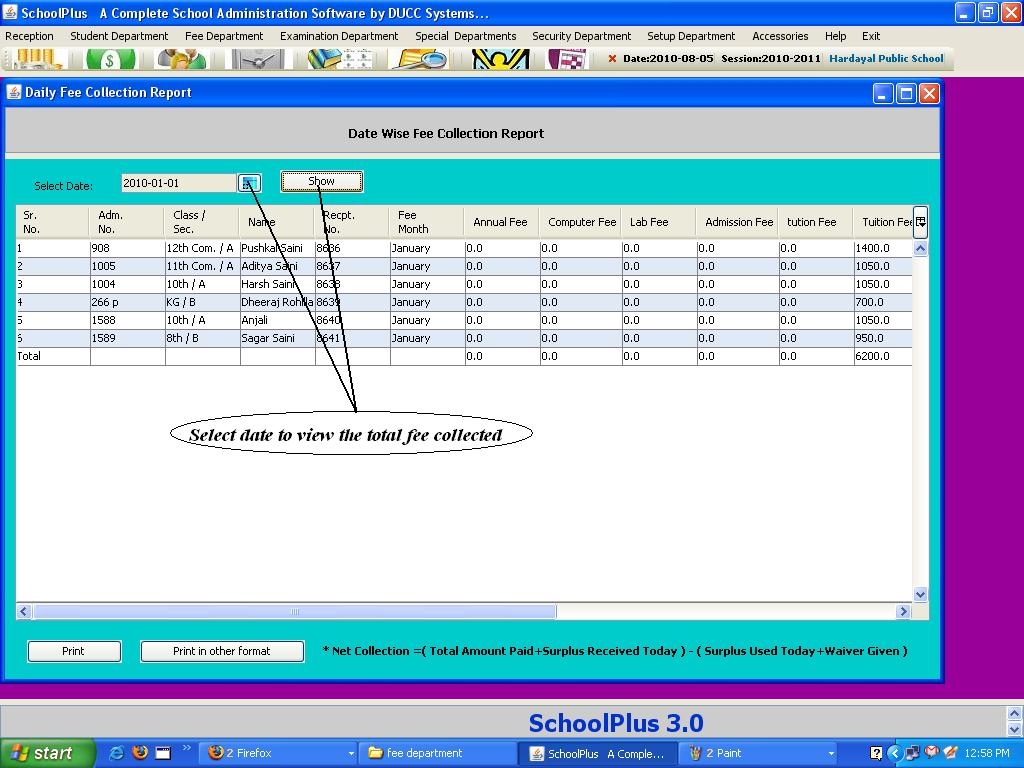 SchoolPlus A Complete School Administration Software by DUCC Systems...
Reception Student Department Fee Department Examination Department Special Departments Security Department Setup Department Accessories Help Exit
Date:2010-08-05 Session:2010-2011 Hardayal Public School
Daily Fee Collection Report
Date Wise Fee Collection Report
Select Date: 2010-01-01 Show
Sr. No. Adm. No. Class / Sec. Name Recpt. No. Fee Month Annual Fee Computer Fee Lab Fee Admission Fee tution Fee Tuition Fee
1 908 12th Com. / A Pushkal Saini 8636 January 0.0 0.0 0.0 0.0 0.0 1400.0
2 1005 11th Com. / A Aditya Saini 8637 January 0.0 0.0 0.0 0.0 0.0 1050.0
3 1004 10th / A Harsh Saini 8638 January 0.0 0.0 0.0 0.0 0.0 1050.0
4 266 p KG / B Dheeraj Rohilla 8639 January 0.0 0.0 0.0 0.0 0.0 700.0
5 1588 10th / A Anjali 8640 January 0.0 0.0 0.0 0.0 0.0 1050.0
6 1589 8th / B Sagar Saini 8641 January 0.0 0.0 0.0 0.0 0.0 950.0
Total 0.0 0.0 0.0 0.0 0.0 6200.0
Select date to view the total fee collected
Print Print in other format * Net Collection =( Total Amount Paid+Surplus Received Today ) - ( Surplus Used Today+Waiver Given )
SchoolPlus 3.0
start 2 Firefox fee department SchoolPlus A Comple... 2 Paint 12:58 PM